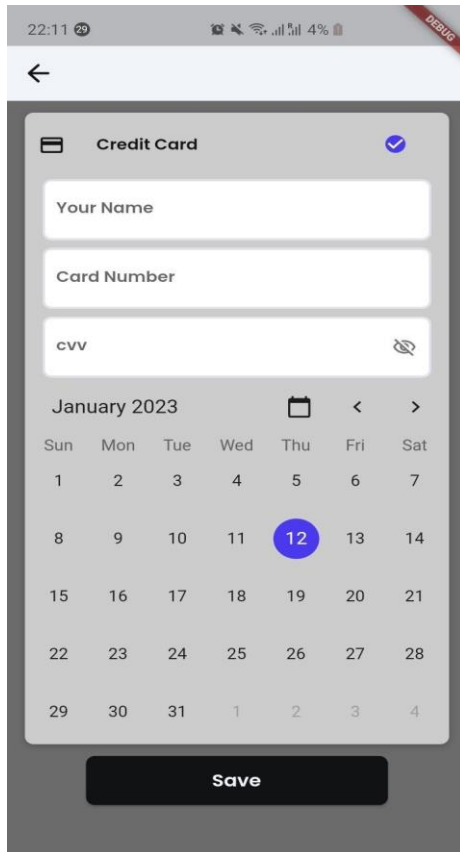 22:11 29 4%
DEBUG
Credit Card
Your Name
Card Number
cvv
January 2023
Sun Mon Tue Wed Thu Fri Sat
1 2 3 4 5 6 7
8 9 10 11 12 13 14
15 16 17 18 19 20 21
22 23 24 25 26 27 28
29 30 31 1 2 3 4
Save